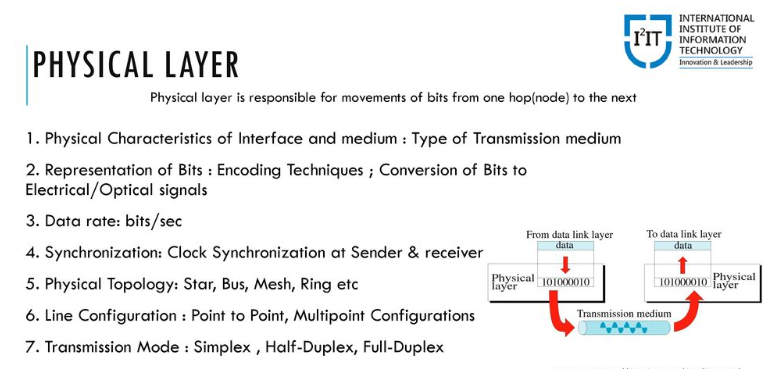 I²IT
INTERNATIONAL
INSTITUTE OF
INFORMATION
TECHNOLOGY
Innovation & Leadership
PHYSICAL LAYER
Physical layer is responsible for movements of bits from one hop(node) to the next
1. Physical Characteristics of Interface and medium : Type of Transmission medium
2. Representation of Bits : Encoding Techniques ; Conversion of Bits to
Electrical/Optical signals
3. Data rate: bits/sec
4. Synchronization: Clock Synchronization at Sender & receiver
5. Physical Topology: Star, Bus, Mesh, Ring etc
6. Line Configuration : Point to Point, Multipoint Configurations
7. Transmission Mode : Simplex , Half-Duplex, Full-Duplex
From data link layer
data
Physical
layer
101000010
To data link layer
data
101000010
Physical
layer
Transmission medium